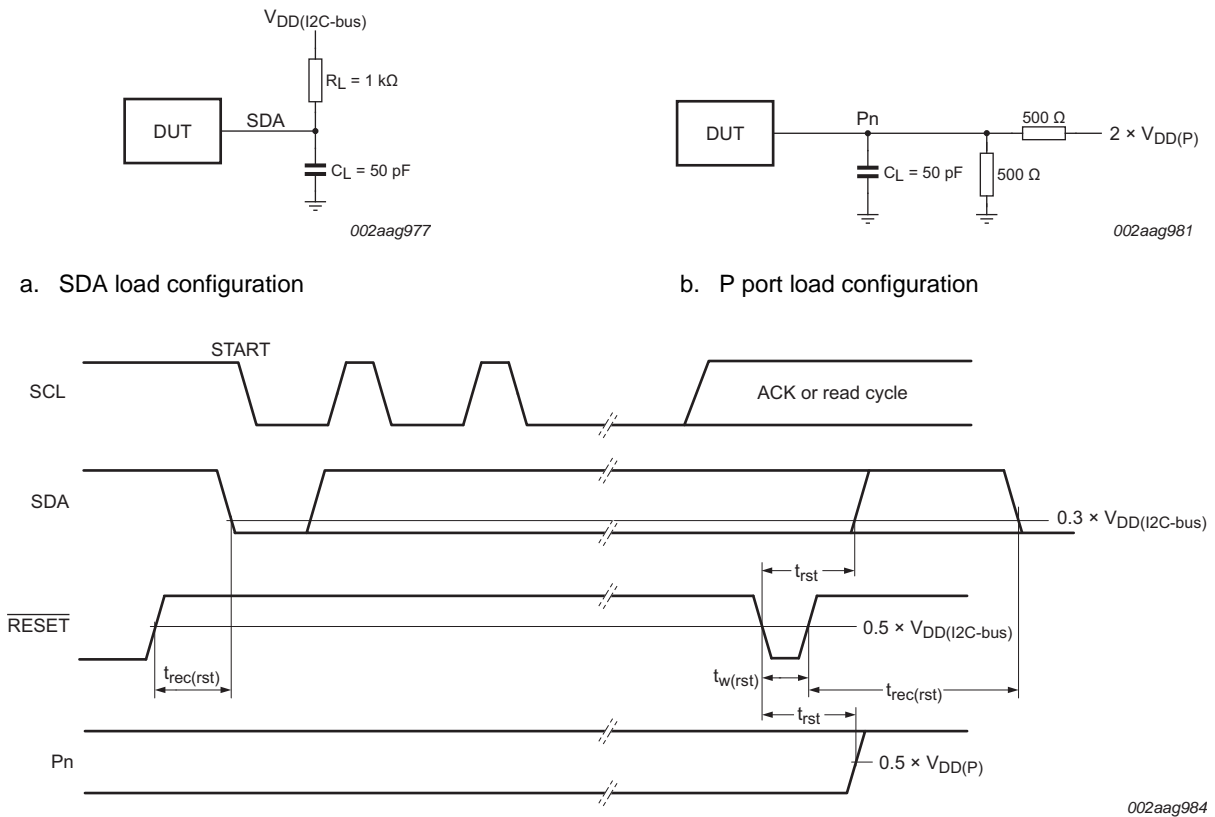 VDD(I2C-bus)
RL = 1 kΩ
DUT
SDA
CL = 50 pF
002aag977
DUT
Pn
500 Ω
2 × VDD(P)
CL = 50 pF
500 Ω
002aag981
a. SDA load configuration
b. P port load configuration
START
SCL
ACK or read cycle
SDA
0.3 × VDD(I2C-bus)
trst
RESET
0.5 × VDD(I2C-bus)
trec(rst)
tw(rst)
trec(rst)
trst
Pn
0.5 × VDD(P)
002aag984